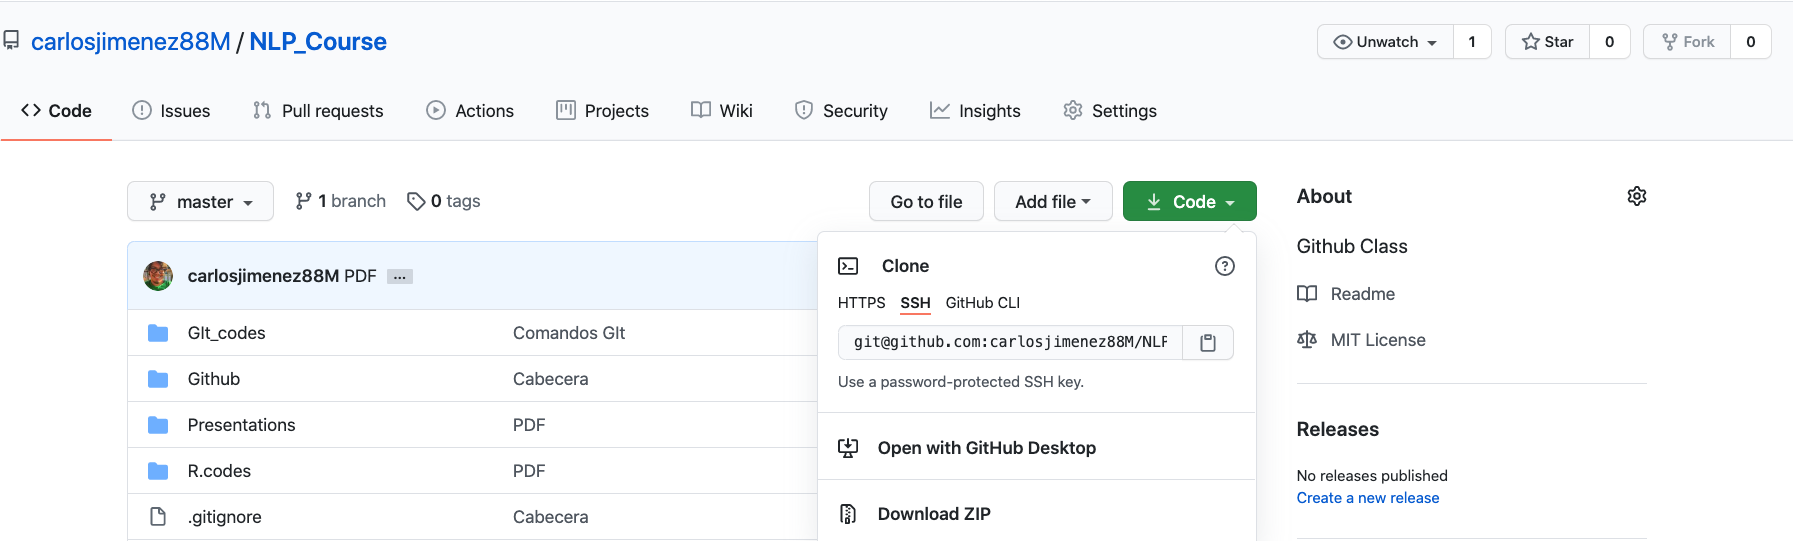 carlosjimenez88M / NLP_Course
Unwatch 1 Star 0 Fork 0
Code Issues Pull requests Actions Projects Wiki Security Insights Settings
master 1 branch 0 tags
Go to file Add file Code
carlosjimenez88M PDF ...
GIt_codes Comandos GIt
Github Cabecera
Presentations PDF
R.codes PDF
.gitignore Cabecera
Clone
HTTPS SSH GitHub CLI
git@github.com:carlosjimenez88M/NLP
Use a password-protected SSH key.
Open with GitHub Desktop
Download ZIP
About
Github Class
Readme
MIT License
Releases
No releases published
Create a new release